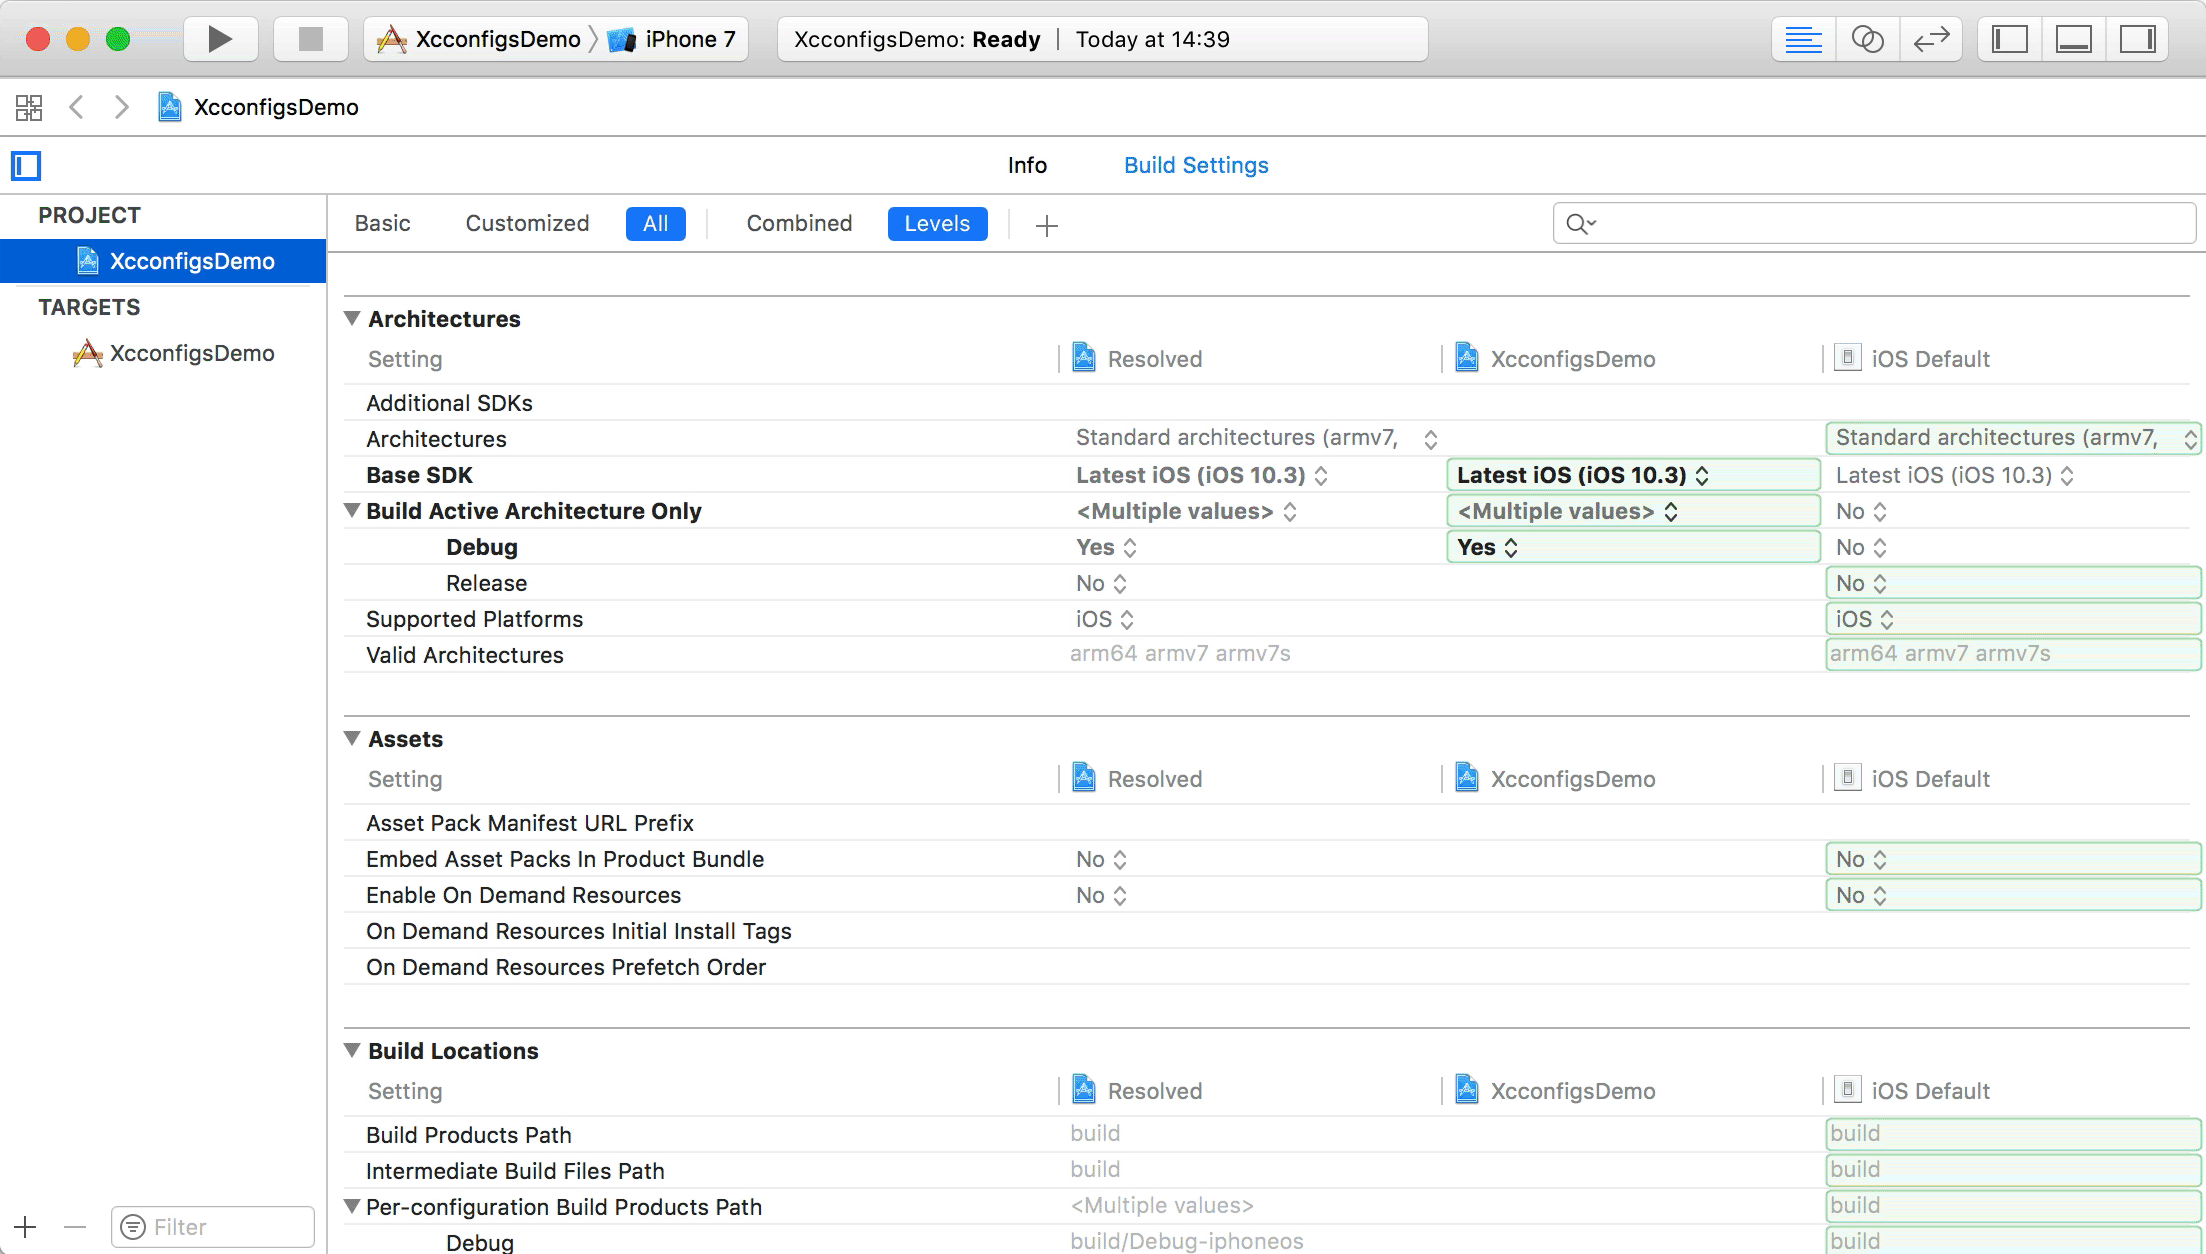 XcconfigsDemo iPhone 7 XcconfigsDemo: Ready Today at 14:39
XcconfigsDemo
Info Build Settings
PROJECT
XcconfigsDemo
TARGETS
XcconfigsDemo
Filter
Basic Customized All Combined Levels
Architectures
Setting Resolved XcconfigsDemo iOS Default
Additional SDKs
Architectures Standard architectures (armv7, Standard architectures (armv7,
Base SDK Latest iOS (iOS 10.3) Latest iOS (iOS 10.3) Latest iOS (iOS 10.3)
Build Active Architecture Only <Multiple values> <Multiple values> No
Debug Yes Yes No
Release No No
Supported Platforms iOS iOS
Valid Architectures arm64 armv7 armv7s arm64 armv7 armv7s
Assets
Setting Resolved XcconfigsDemo iOS Default
Asset Pack Manifest URL Prefix
Embed Asset Packs In Product Bundle No No
Enable On Demand Resources No No
On Demand Resources Initial Install Tags
On Demand Resources Prefetch Order
Build Locations
Setting Resolved XcconfigsDemo iOS Default
Build Products Path build build
Intermediate Build Files Path build build
Per-configuration Build Products Path <Multiple values> build
Debug build/Debug-iphoneos build